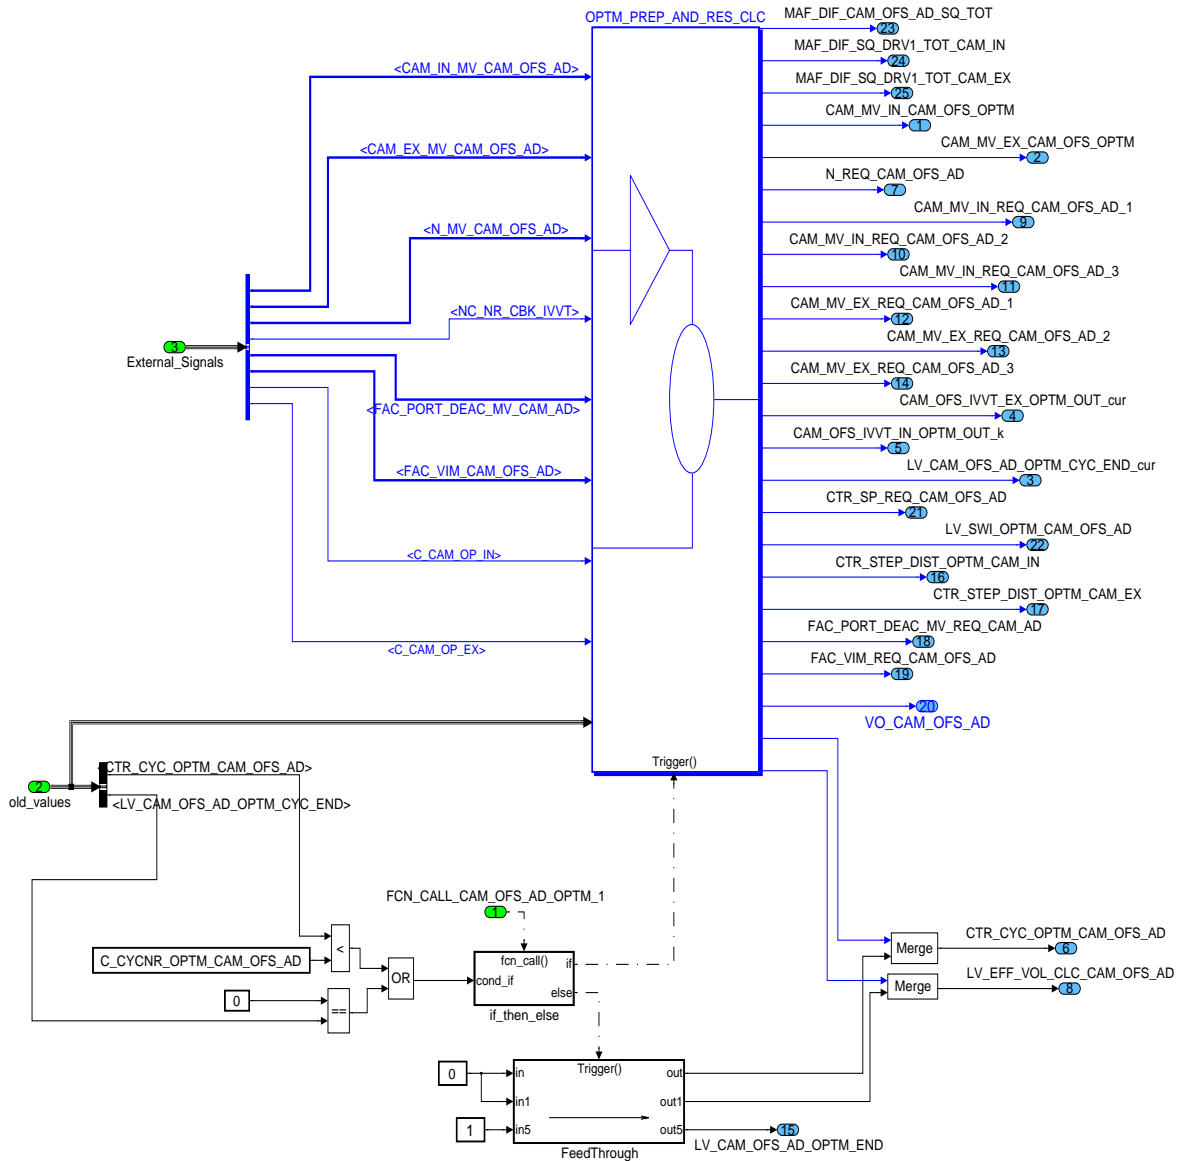 OPTM_PREP_AND_RES_CLC
MAF_DIF_CAM_OFS_AD_SQ_TOT
23
MAF_DIF_SQ_DRV1_TOT_CAM_IN
24
<CAM_IN_MV_CAM_OFS_AD>
MAF_DIF_SQ_DRV1_TOT_CAM_EX
25
CAM_MV_IN_CAM_OFS_OPTM
1
<CAM_EX_MV_CAM_OFS_AD>
CAM_MV_EX_CAM_OFS_OPTM
2
N_REQ_CAM_OFS_AD
7
<N_MV_CAM_OFS_AD>
CAM_MV_IN_REQ_CAM_OFS_AD_1
9
CAM_MV_IN_REQ_CAM_OFS_AD_2
10
CAM_MV_IN_REQ_CAM_OFS_AD_3
11
<NC_NR_CBK_IVVT>
CAM_MV_EX_REQ_CAM_OFS_AD_1
12
CAM_MV_EX_REQ_CAM_OFS_AD_2
13
3
External_Signals
CAM_MV_EX_REQ_CAM_OFS_AD_3
14
<FAC_PORT_DEAC_MV_CAM_AD>
CAM_OFS_IVVT_EX_OPTM_OUT_cur
4
CAM_OFS_IVVT_IN_OPTM_OUT_k
5
<FAC_VIM_CAM_OFS_AD>
LV_CAM_OFS_AD_OPTM_CYC_END_cur
3
CTR_SP_REQ_CAM_OFS_AD
21
LV_SWI_OPTM_CAM_OFS_AD
22
<C_CAM_OP_IN>
CTR_STEP_DIST_OPTM_CAM_IN
16
CTR_STEP_DIST_OPTM_CAM_EX
17
FAC_PORT_DEAC_MV_REQ_CAM_AD
18
<C_CAM_OP_EX>
FAC_VIM_REQ_CAM_OFS_AD
19
20
VO_CAM_OFS_AD
Trigger()
<CTR_CYC_OPTM_CAM_OFS_AD>
2
old_values
<LV_CAM_OFS_AD_OPTM_CYC_END>
FCN_CALL_CAM_OFS_AD_OPTM_1
1
C_CYCNR_OPTM_CAM_OFS_AD
<
0
==
OR
fcn_call()
cond_if
if
else
if_then_else
Merge
CTR_CYC_OPTM_CAM_OFS_AD
6
Merge
LV_EFF_VOL_CLC_CAM_OFS_AD
8
0
1
Trigger()
in
in1
in5
out
out1
out5
FeedThrough
15
LV_CAM_OFS_AD_OPTM_END